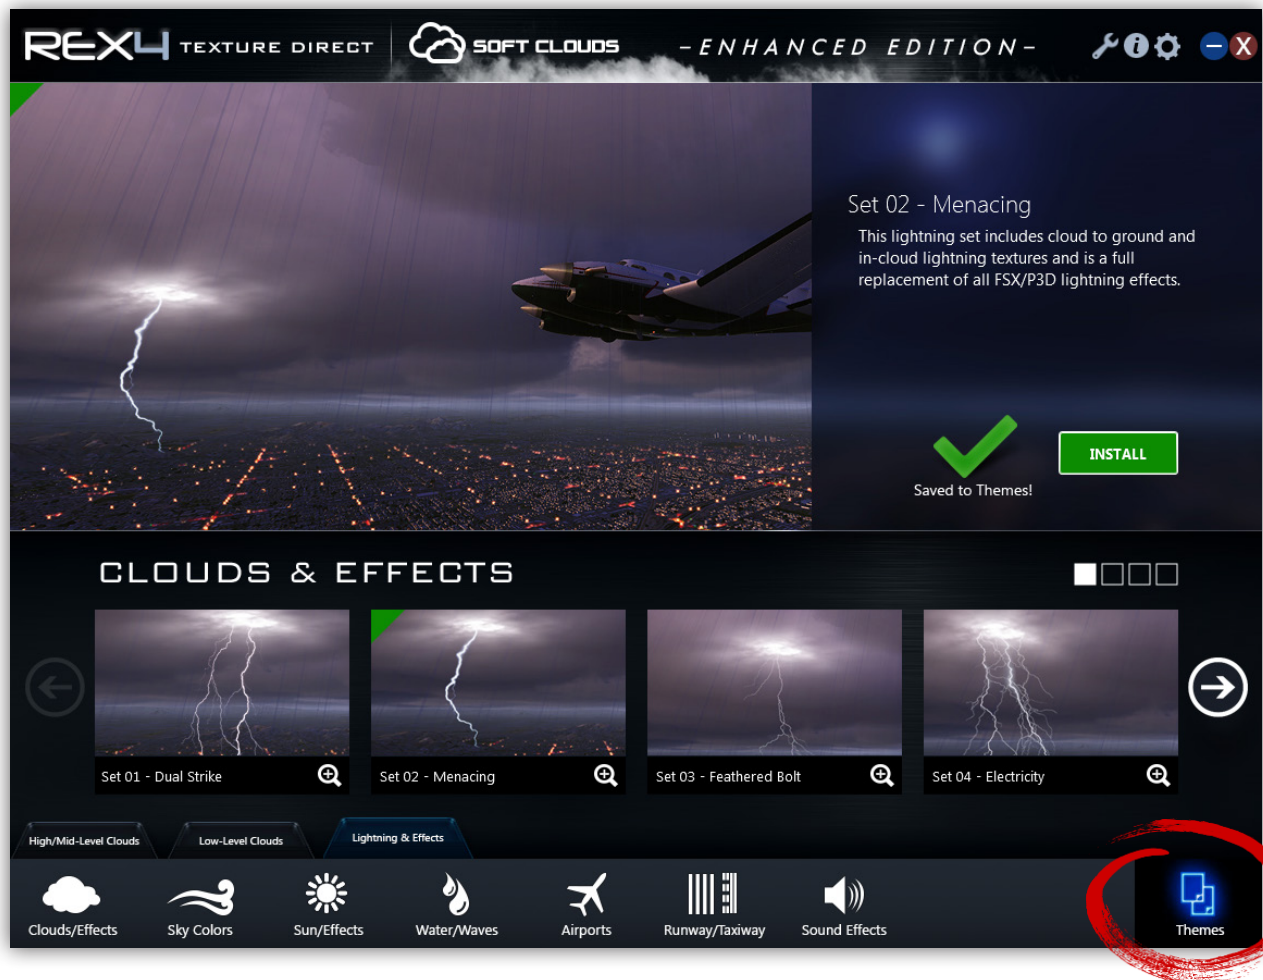 REX4 TEXTURE DIRECT SOFT CLOUDS -ENHANCED EDITION- X
Set 02 - Menacing
This lightning set includes cloud to ground and
in-cloud lightning textures and is a full
replacement of all FSX/P3D lightning effects.
INSTALL
Saved to Themes!
CLOUDS & EFFECTS
Set 01 - Dual Strike
Set 02 - Menacing
Set 03 - Feathered Bolt
Set 04 - Electricity
High/Mid-Level Clouds
Low-Level Clouds
Lightning & Effects
Clouds/Effects
Sky Colors
Sun/Effects
Water/Waves
Airports
Runway/Taxiway
Sound Effects
Themes